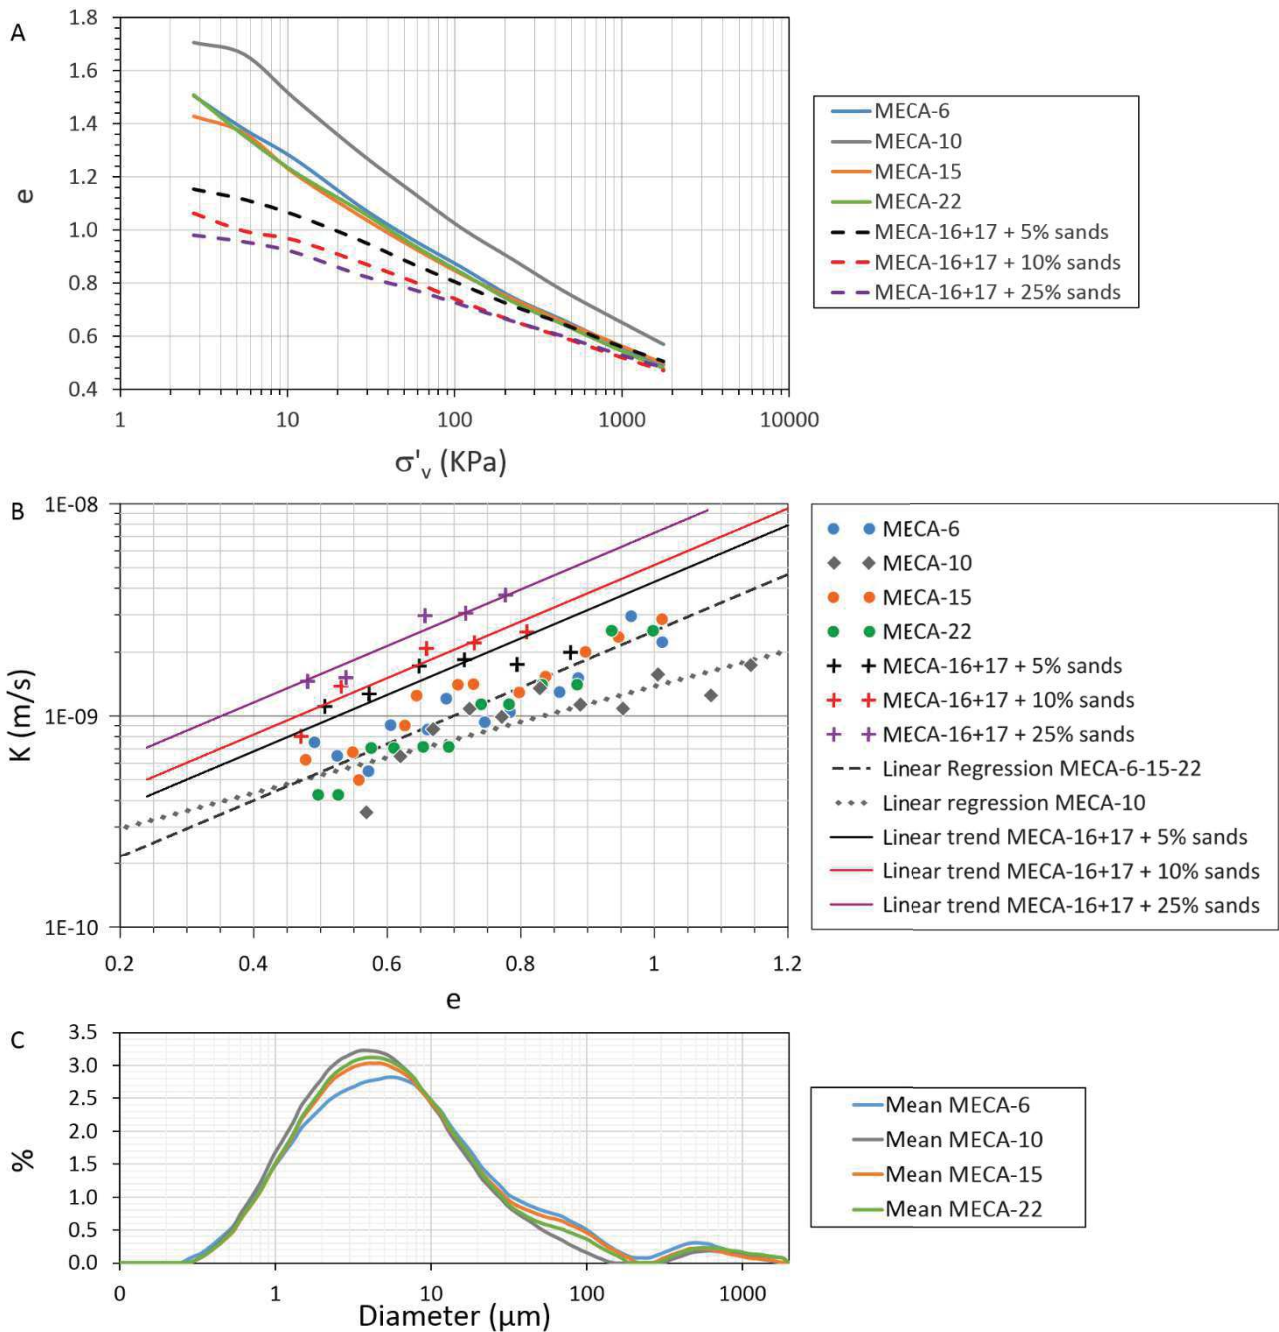 A
1.8
1.6
1.4
1.2
1.0
0.8
0.6
0.4
e
1 10 100 1000 10000
σ'v (KPa)
MECA-6
MECA-10
MECA-15
MECA-22
MECA-16+17 + 5% sands
MECA-16+17 + 10% sands
MECA-16+17 + 25% sands
B
1E-08
1E-09
1E-10
K (m/s)
0.2 0.4 0.6 0.8 1 1.2
e
MECA-6
MECA-10
MECA-15
MECA-22
MECA-16+17 + 5% sands
MECA-16+17 + 10% sands
MECA-16+17 + 25% sands
Linear Regression MECA-6-15-22
Linear regression MECA-10
Linear trend MECA-16+17 + 5% sands
Linear trend MECA-16+17 + 10% sands
Linear trend MECA-16+17 + 25% sands
C
3.5
3.0
2.5
2.0
1.5
1.0
0.5
0.0
%
0 1 10 100 1000
Diameter (μm)
Mean MECA-6
Mean MECA-10
Mean MECA-15
Mean MECA-22